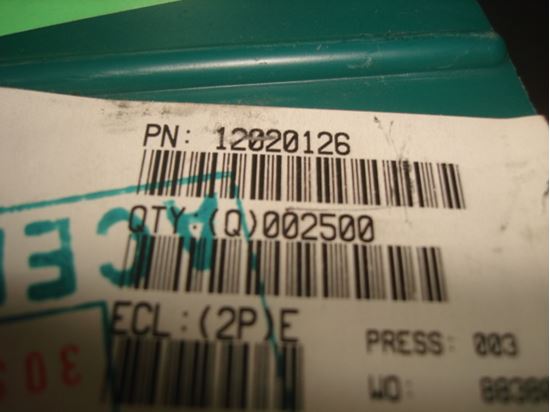 PN: 12020126
QTY:(Q)002500
ECL:(2P)E
PRESS: 003
WO: